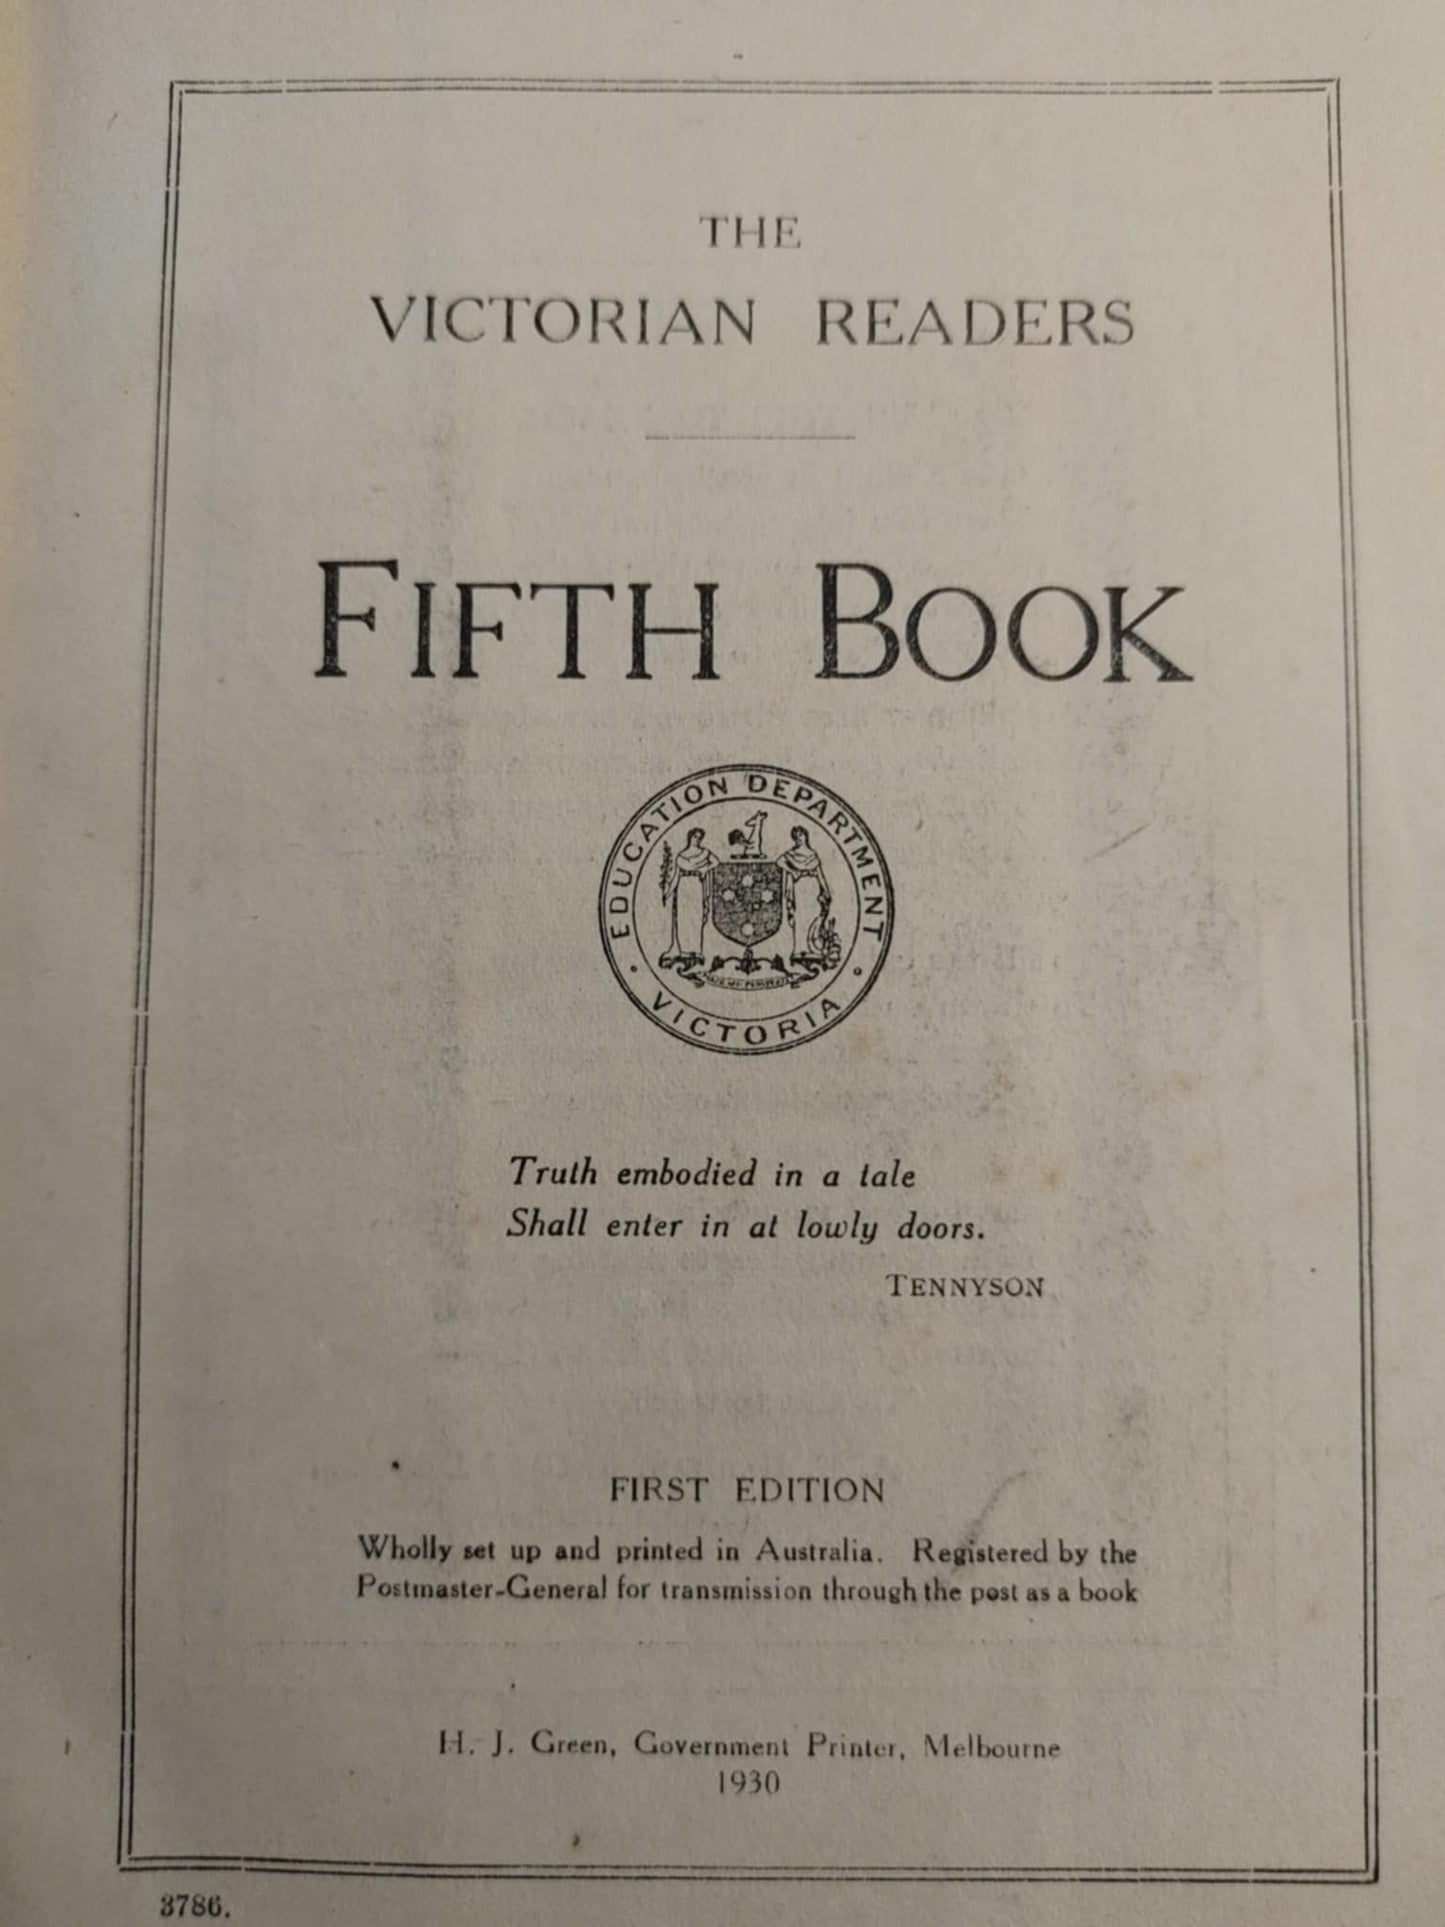 THE
VICTORIAN READERS
FIFTH BOOK
EDUCATION DEPARTMENT
VICTORIA
Truth embodied in a tale
Shall enter in at lowly doors.
TENNYSON
FIRST EDITION
Wholly set up and printed in Australia. Registered by the
Postmaster-General for transmission through the post as a book
H. J. Green, Government Printer, Melbourne
1930
3786.